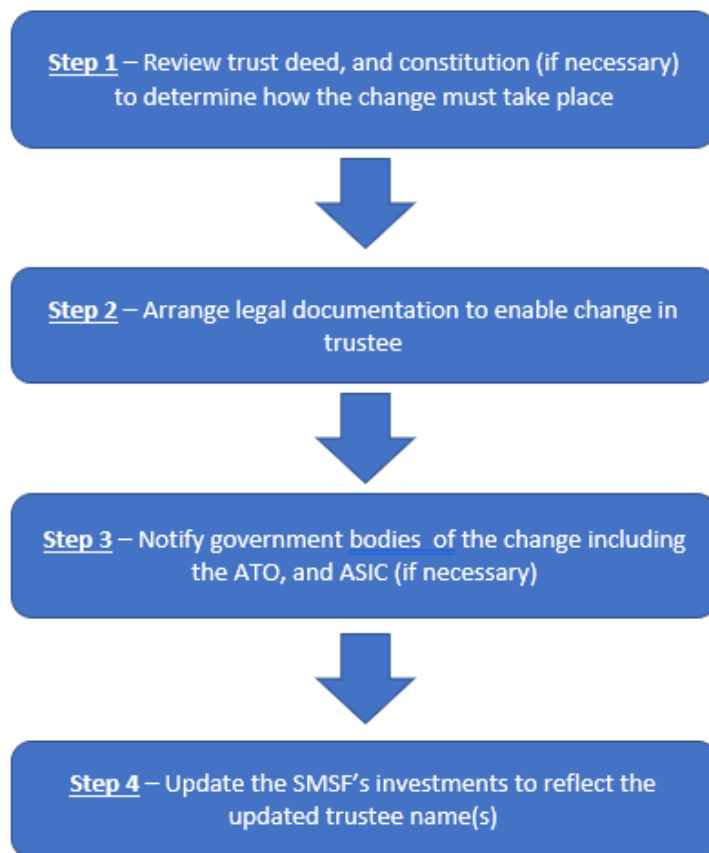 Step 1 – Review trust deed, and constitution (if necessary)
to determine how the change must take place
Step 2 – Arrange legal documentation to enable change in
trustee
Step 3 – Notify government bodies  of the change including
the ATO, and ASIC (if necessary)
Step 4 – Update the SMSF’s investments to reflect the
updated trustee name(s)